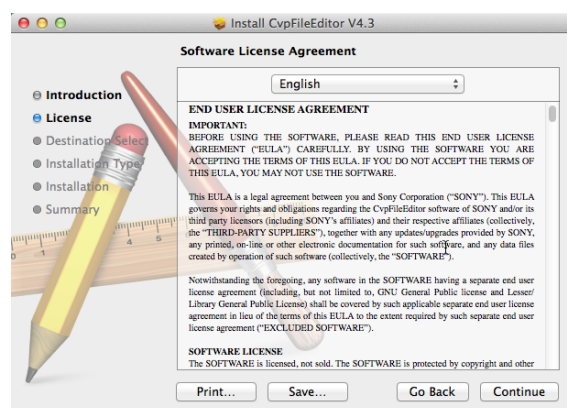 Install CvpFileEditor V4.3
Software License Agreement
Introduction
License
Destination Select
Installation Type
Installation
Summary
English
END USER LICENSE AGREEMENT
IMPORTANT:
BEFORE USING THE SOFTWARE, PLEASE READ THIS END USER LICENSE
AGREEMENT (“EULA”) CAREFULLY. BY USING THE SOFTWARE YOU ARE
ACCEPTING THE TERMS OF THIS EULA. IF YOU DO NOT ACCEPT THE TERMS OF
THIS EULA, YOU MAY NOT USE THE SOFTWARE.
This EULA is a legal agreement between you and Sony Corporation (“SONY”). This EULA
governs your rights and obligations regarding the CvpFileEditor software of SONY and/or its
third party licensors (including SONY’s affiliates) and their respective affiliates (collectively,
the “THIRD-PARTY SUPPLIERS”), together with any updates/upgrades provided by SONY,
any printed, on-line or other electronic documentation for such software, and any data files
created by operation of such software (collectively, the “SOFTWARE”).
Notwithstanding the foregoing, any software in the SOFTWARE having a separate end user
license agreement (including, but not limited to, GNU General Public license and Lesser/
Library General Public License) shall be covered by such applicable separate end user license
agreement in lieu of the terms of this EULA to the extent required by such separate end user
license agreement (“EXCLUDED SOFTWARE”).
SOFTWARE LICENSE
The SOFTWARE is licensed, not sold. The SOFTWARE is protected by copyright and other
0 1 4 5
Print... Save... Go Back Continue